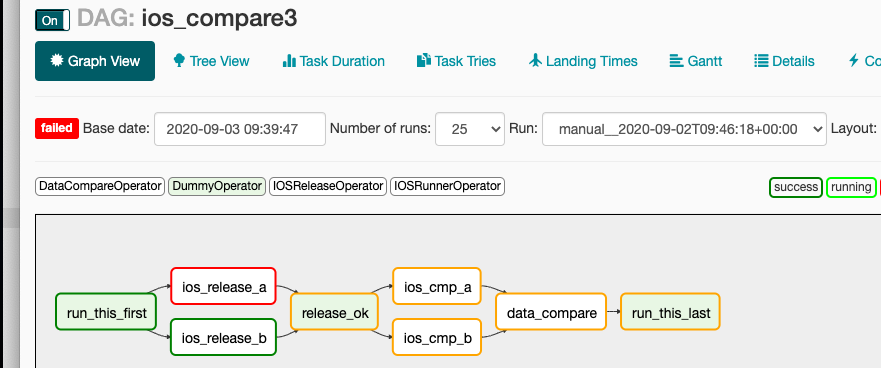 On DAG: ios_compare3
Graph View Tree View Task Duration Task Tries Landing Times Gantt Details Co
failed Base date: 2020-09-03 09:39:47 Number of runs: 25 Run: manual__2020-09-02T09:46:18+00:00 Layout:
DataCompareOperator DummyOperator IOSReleaseOperator IOSRunnerOperator success running
ios_release_a ios_cmp_a
run_this_first release_ok data_compare run_this_last
ios_release_b ios_cmp_b